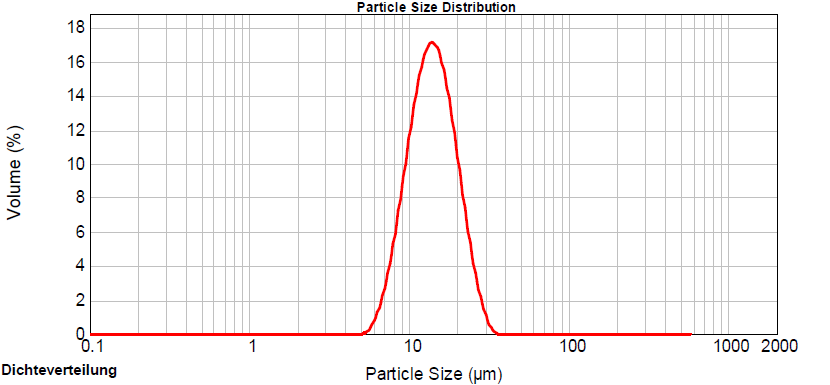 Particle Size Distribution
18
16
14
12
10
8
6
4
2
0
Volume (%)
0.1 1 10 100 1000 2000
Particle Size (µm)
Dichteverteilung